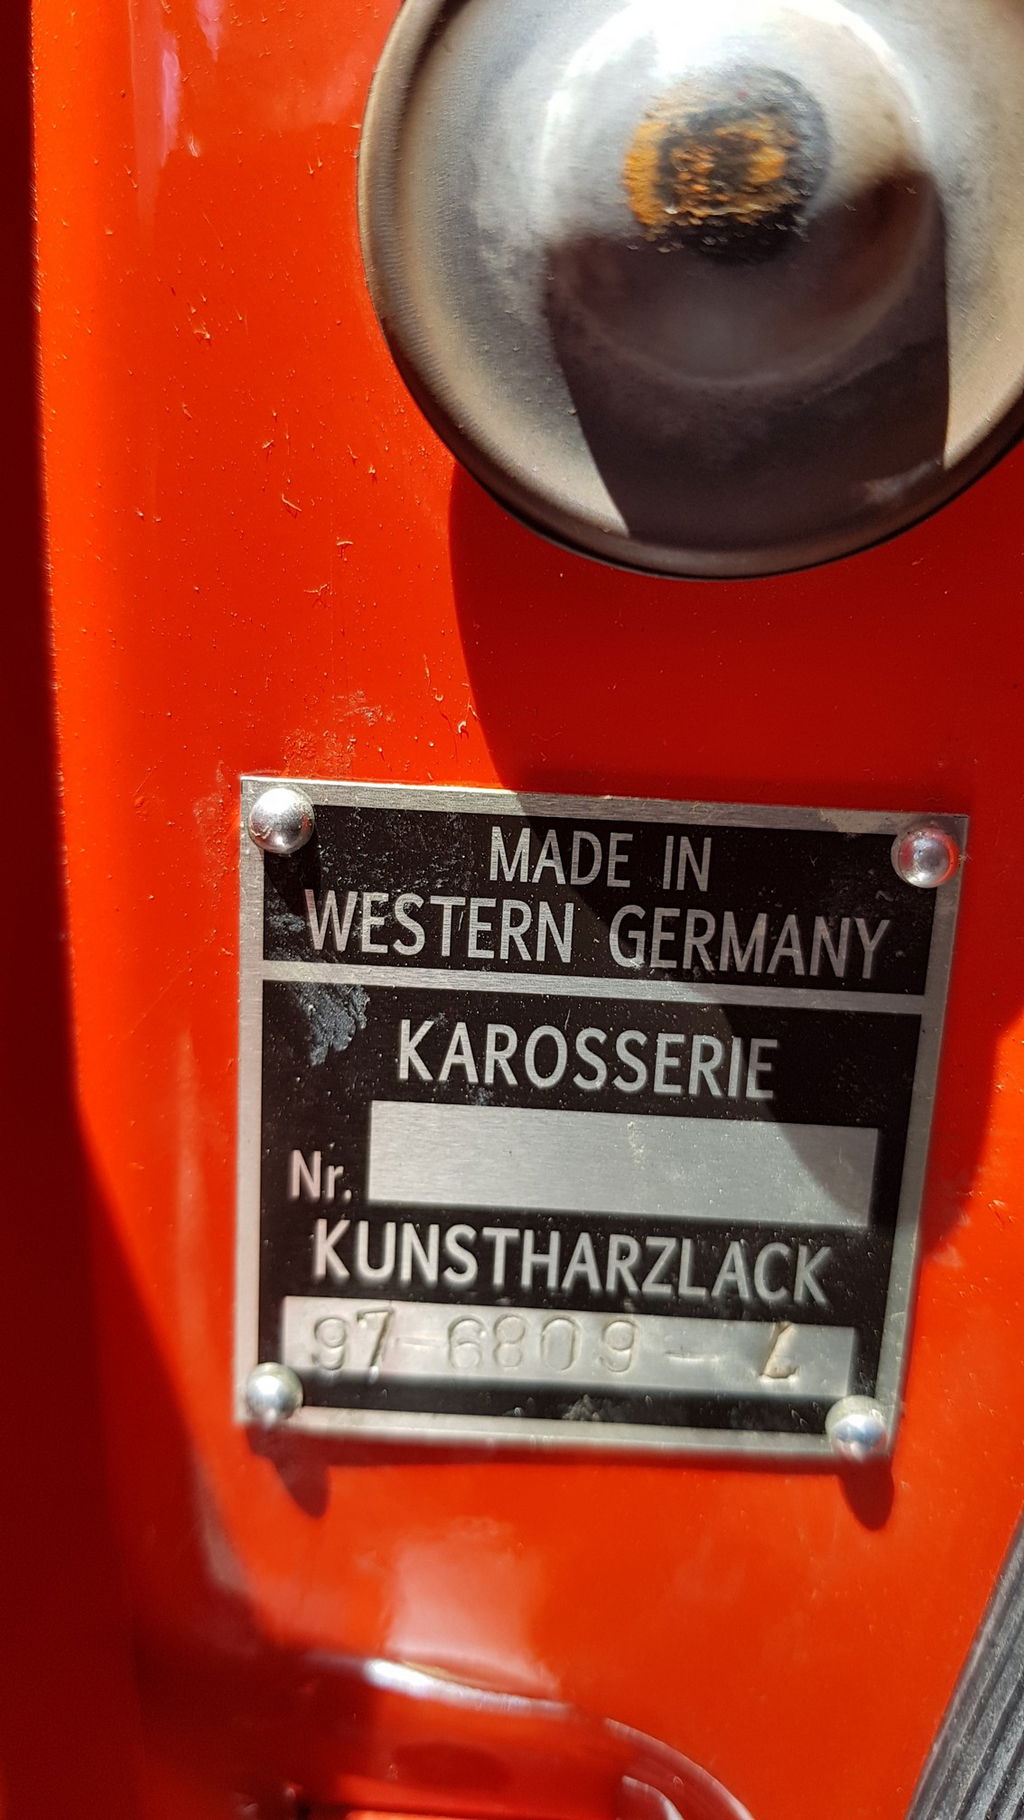 MADE IN
WESTERN GERMANY
KAROSSERIE
Nr.
KUNSTHARZLACK
97-6809 - L